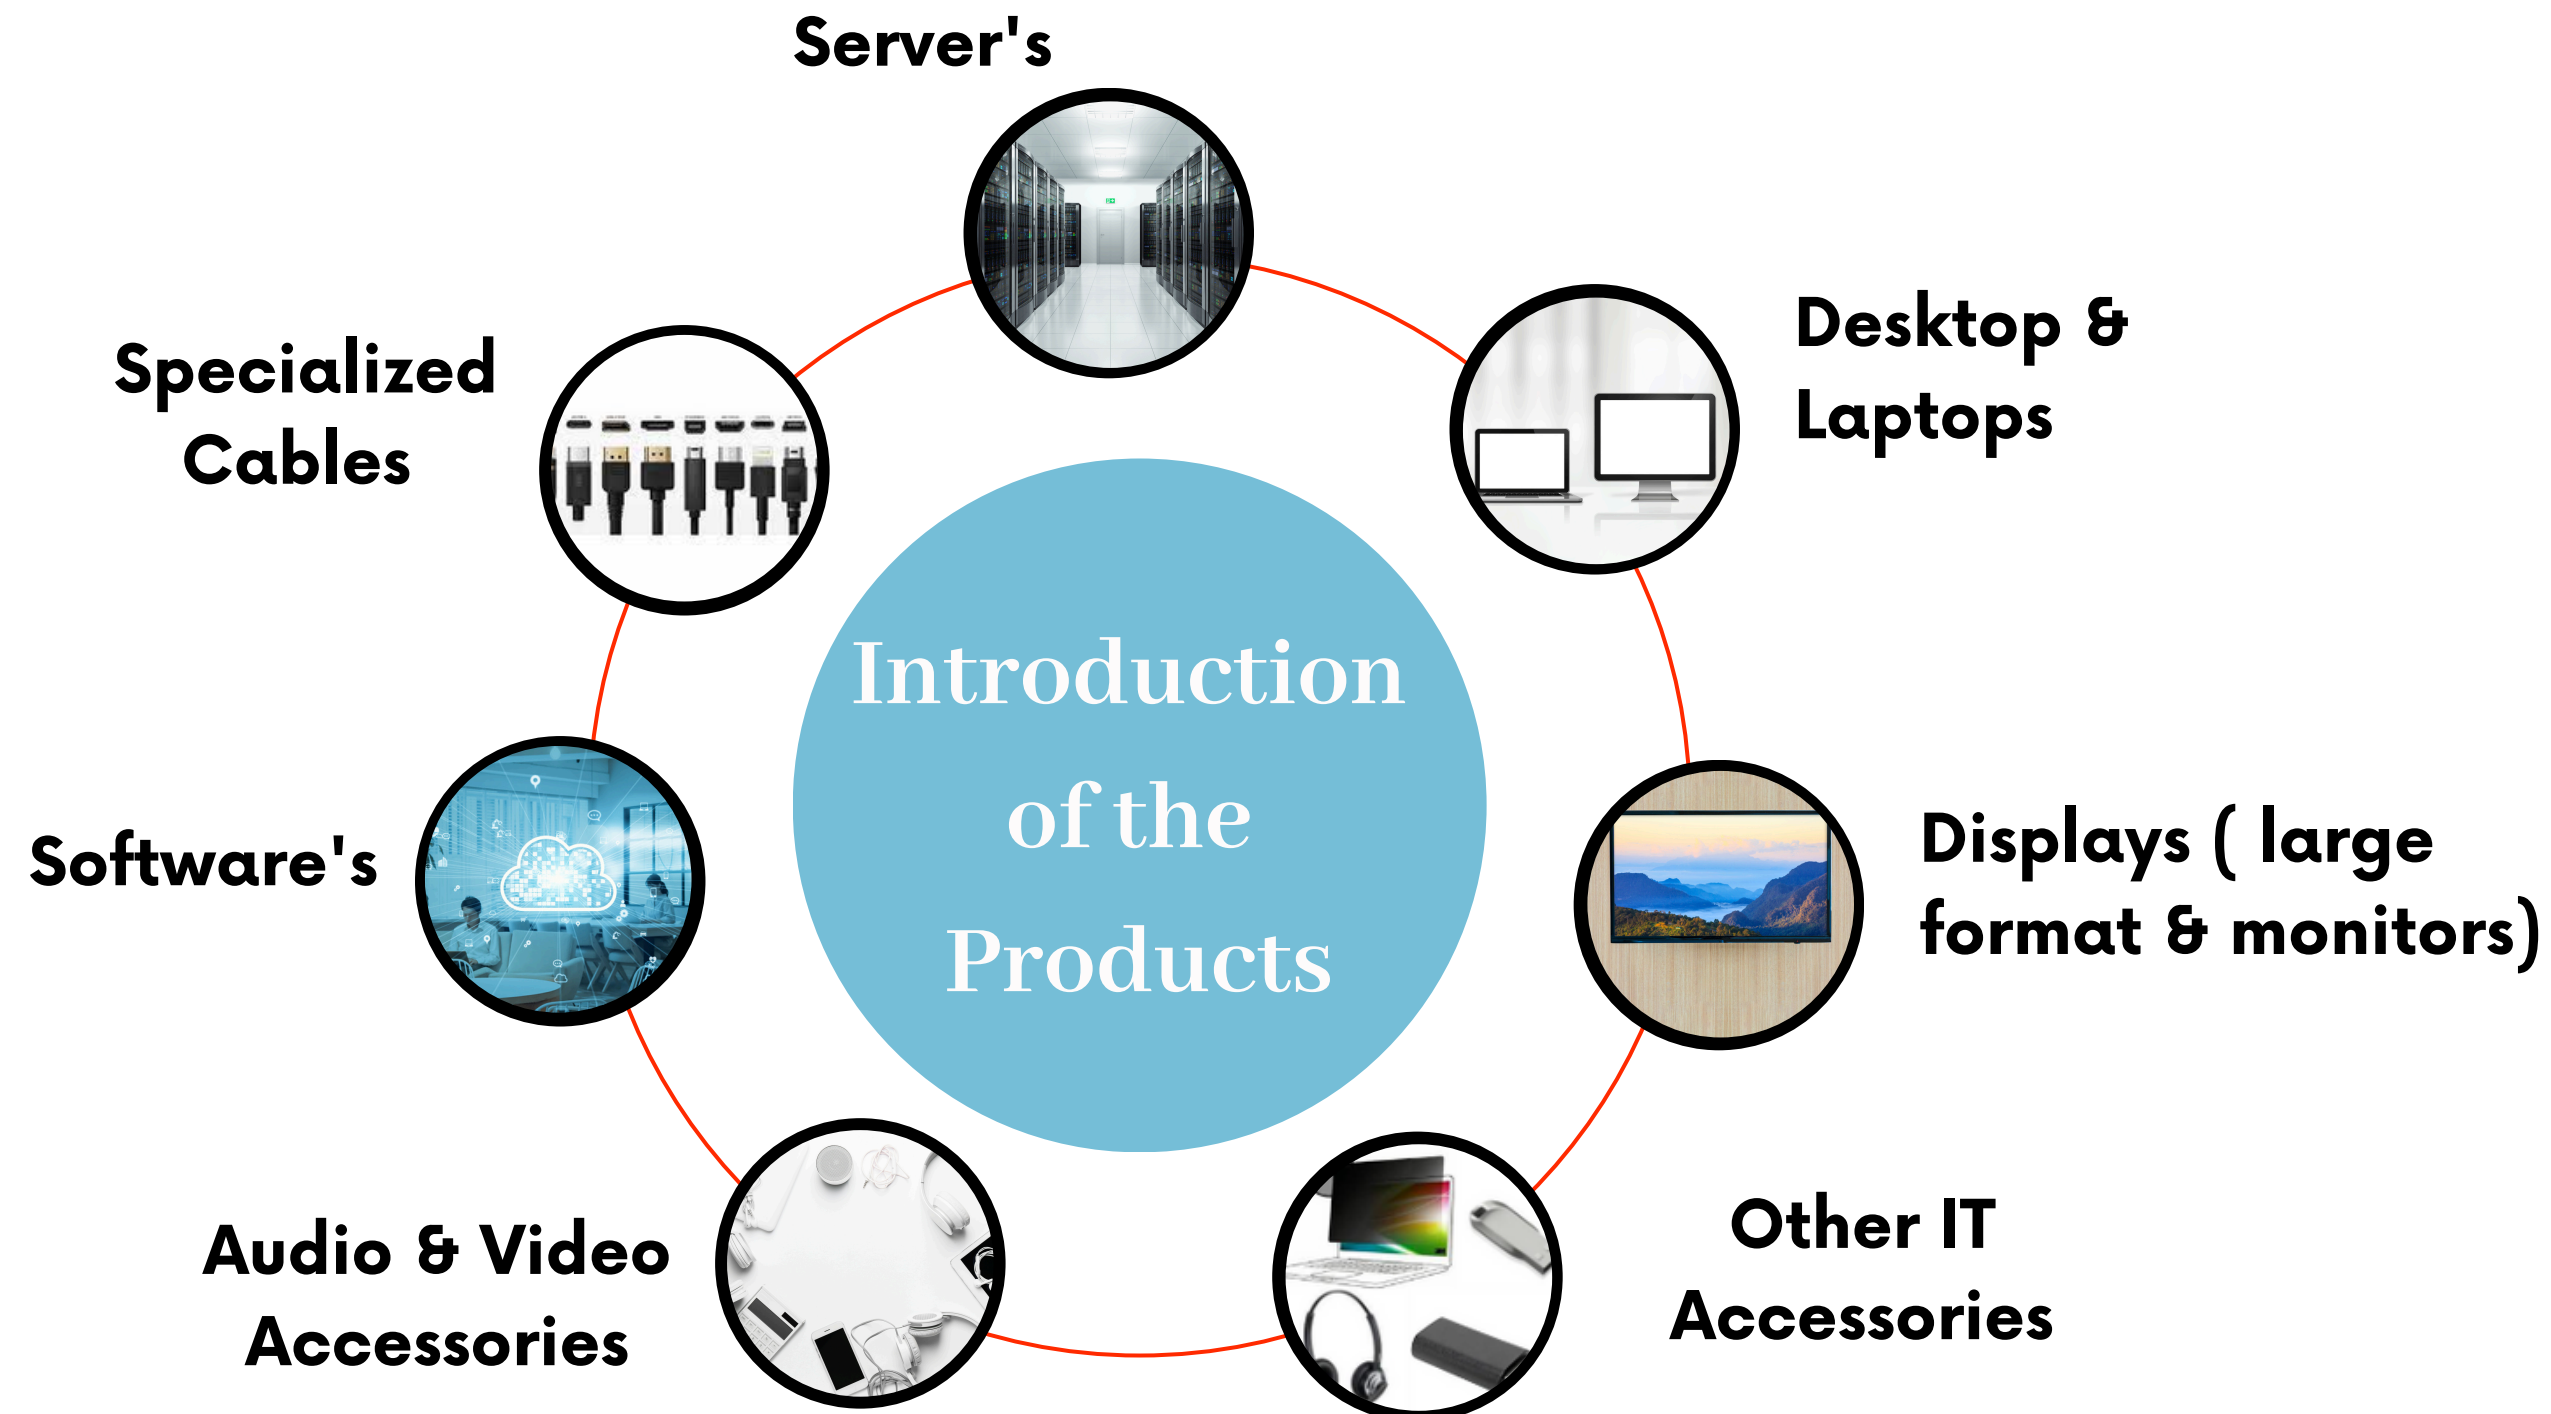 Server's
Desktop &
Laptops
Specialized
Cables
Introduction
of the
Products
Software's
Displays ( large
format & monitors)
Audio & Video
Accessories
Other IT
Accessories